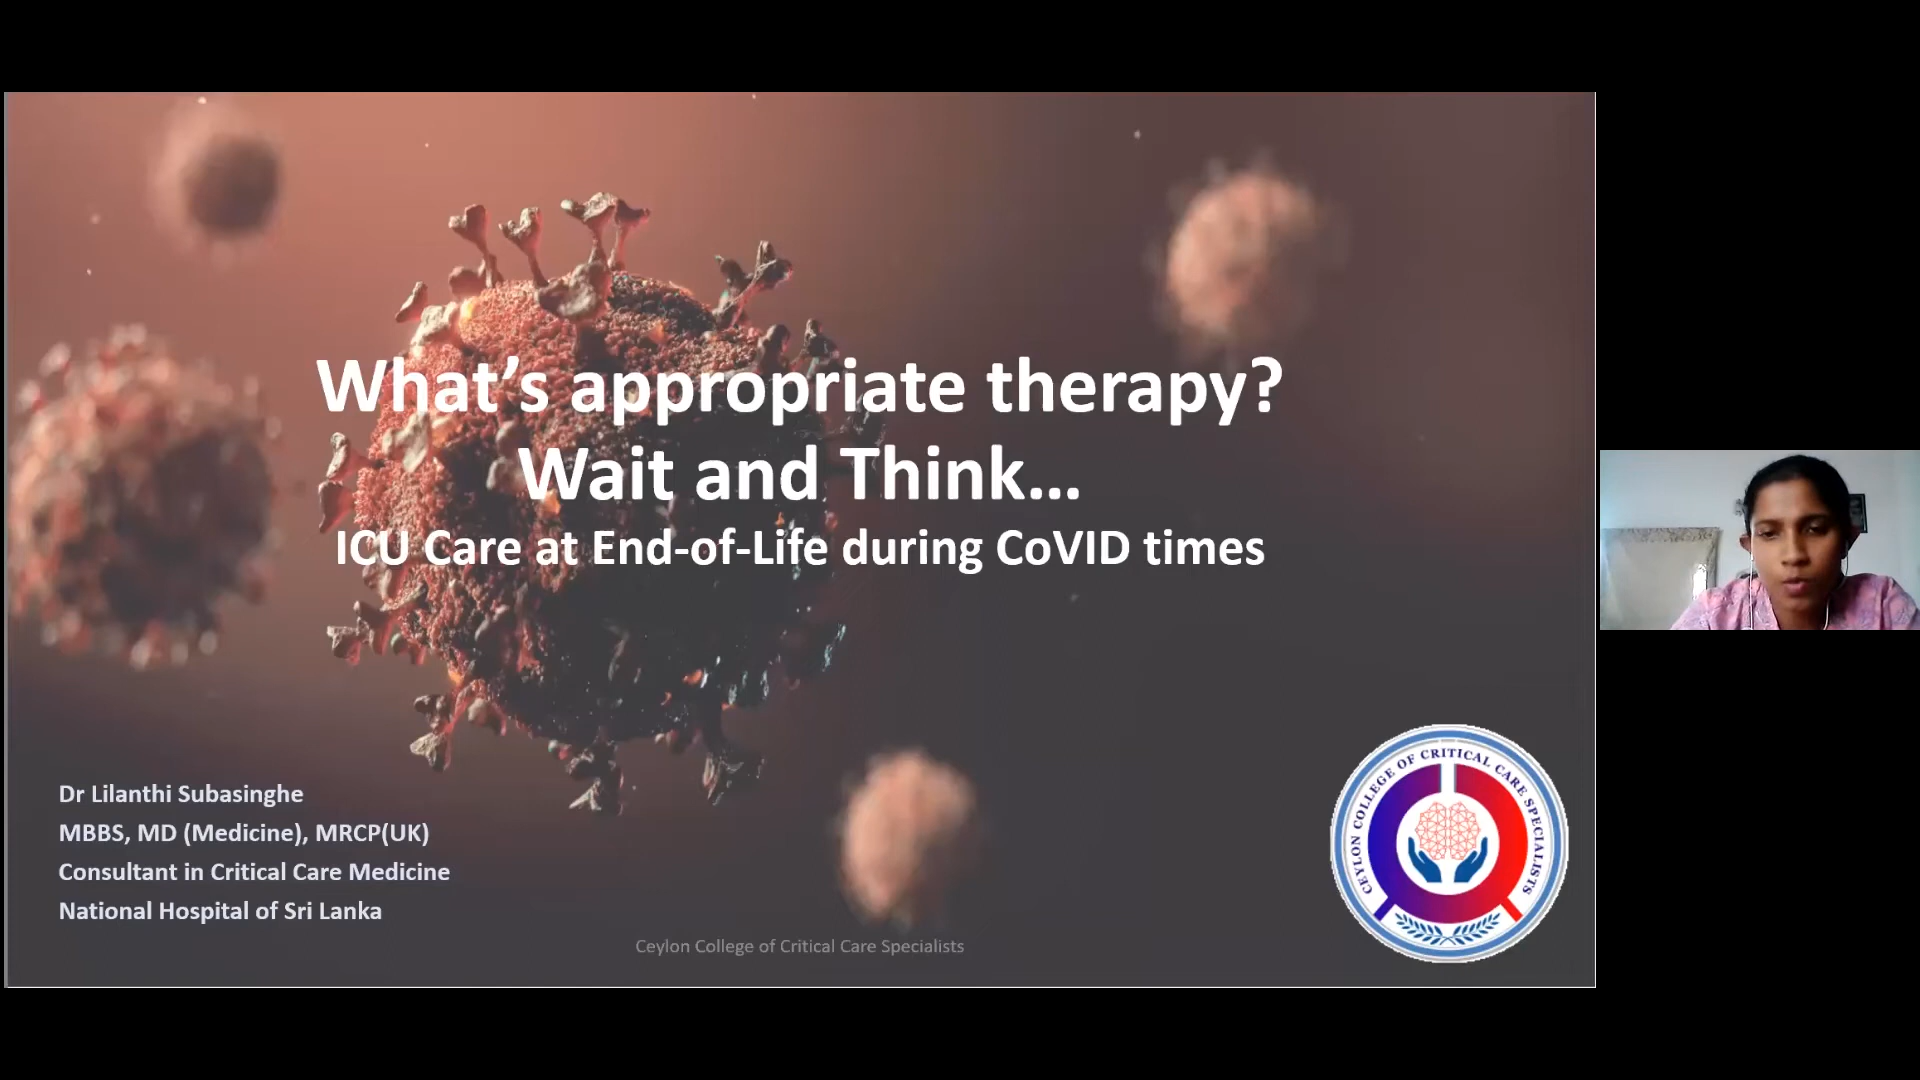 What's appropriate therapy?
Wait and Think...
ICU Care at End-of-Life during CoVID times
Dr Lilanthi Subasinghe
MBBS, MD (Medicine), MRCP(UK)
Consultant in Critical Care Medicine
National Hospital of Sri Lanka
Ceylon College of Critical Care Specialists
CEYLON COLLEGE OF CRITICAL CARE SPECIALISTS